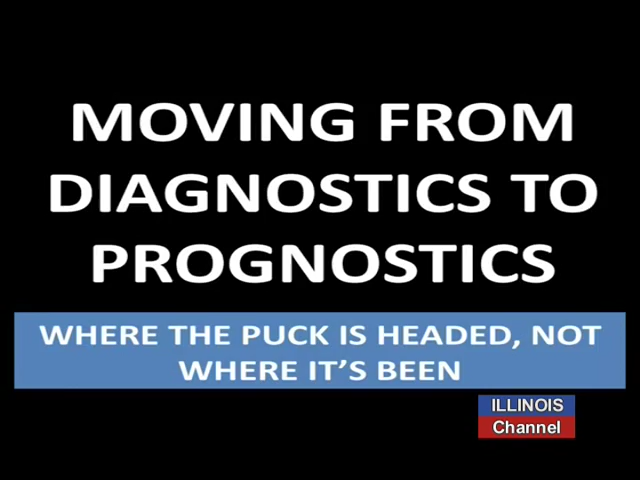 MOVING FROM
DIAGNOSTICS TO
PROGNOSTICS
WHERE THE PUCK IS HEADED, NOT
WHERE IT'S BEEN
ILLINOIS
Channel